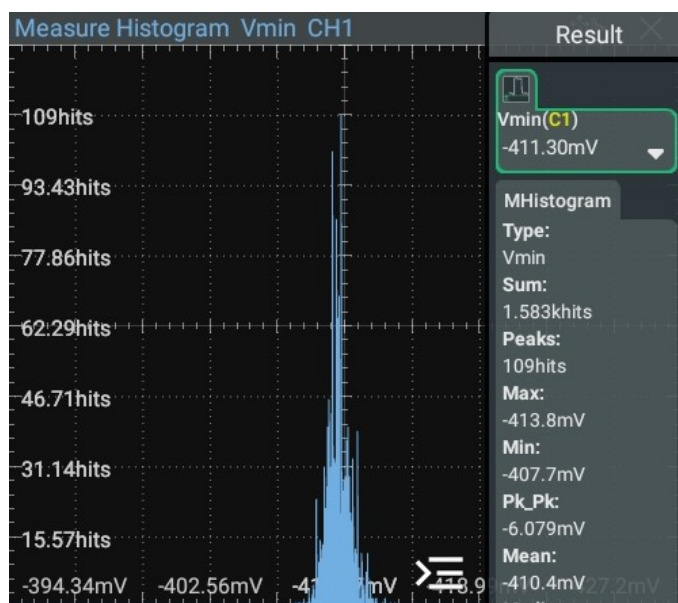 Measure Histogram Vmin CH1
109hits
93.43hits
77.86hits
62.29hits
46.71hits
31.14hits
15.57hits
-394.34mV -402.56mV
Result
Vmin(C1)
-411.30mV
MHistogram
Type:
Vmin
Sum:
1.583khits
Peaks:
109hits
Max:
-413.8mV
Min:
-407.7mV
Pk_Pk:
-6.079mV
Mean:
-410.4mV